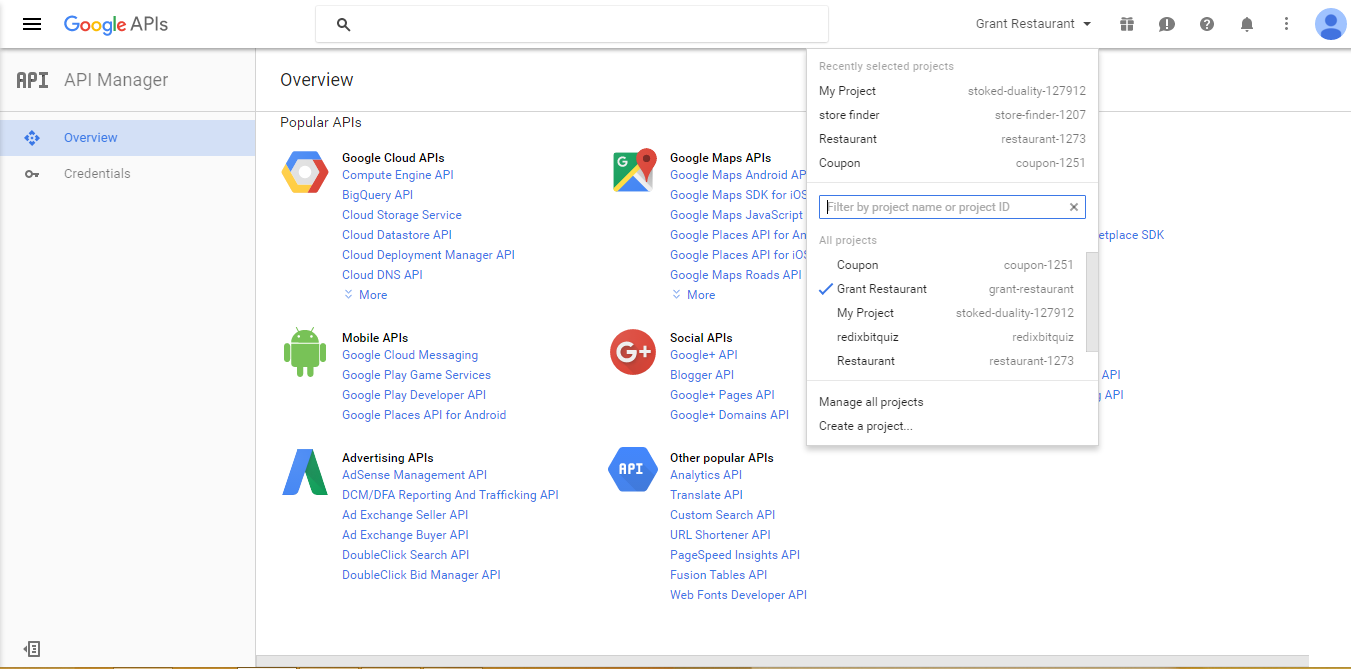 Google APIs
Grant Restaurant
API API Manager
Overview
Credentials
Overview
Popular APIs
Google Cloud APIs
Compute Engine API
BigQuery API
Cloud Storage Service
Cloud Datastore API
Cloud Deployment Manager API
Cloud DNS API
More
Google Maps APIs
Google Maps Android AP
Google Maps SDK for iOS
Google Maps JavaScript
Google Places API for An
Google Places API for iOS
Google Maps Roads API
More
etplace SDK
Mobile APIs
Google Cloud Messaging
Google Play Game Services
Google Play Developer API
Google Places API for Android
Social APIs
Google+ API
Blogger API
Google+ Pages API
Google+ Domains API
API
g API
Advertising APIs
AdSense Management API
DCM/DFA Reporting And Trafficking API
Ad Exchange Seller API
Ad Exchange Buyer API
DoubleClick Search API
DoubleClick Bid Manager API
API
Other popular APIs
Analytics API
Translate API
Custom Search API
URL Shortener API
PageSpeed Insights API
Fusion Tables API
Web Fonts Developer API
G
G+
Recently selected projects
My Project stoked-duality-127912
store finder store-finder-1207
Restaurant restaurant-1273
Coupon coupon-1251
Filter by project name or project ID
All projects
Coupon coupon-1251
Grant Restaurant grant-restaurant
My Project stoked-duality-127912
redixbitquiz redixbitquiz
Restaurant restaurant-1273
Manage all projects
Create a project...